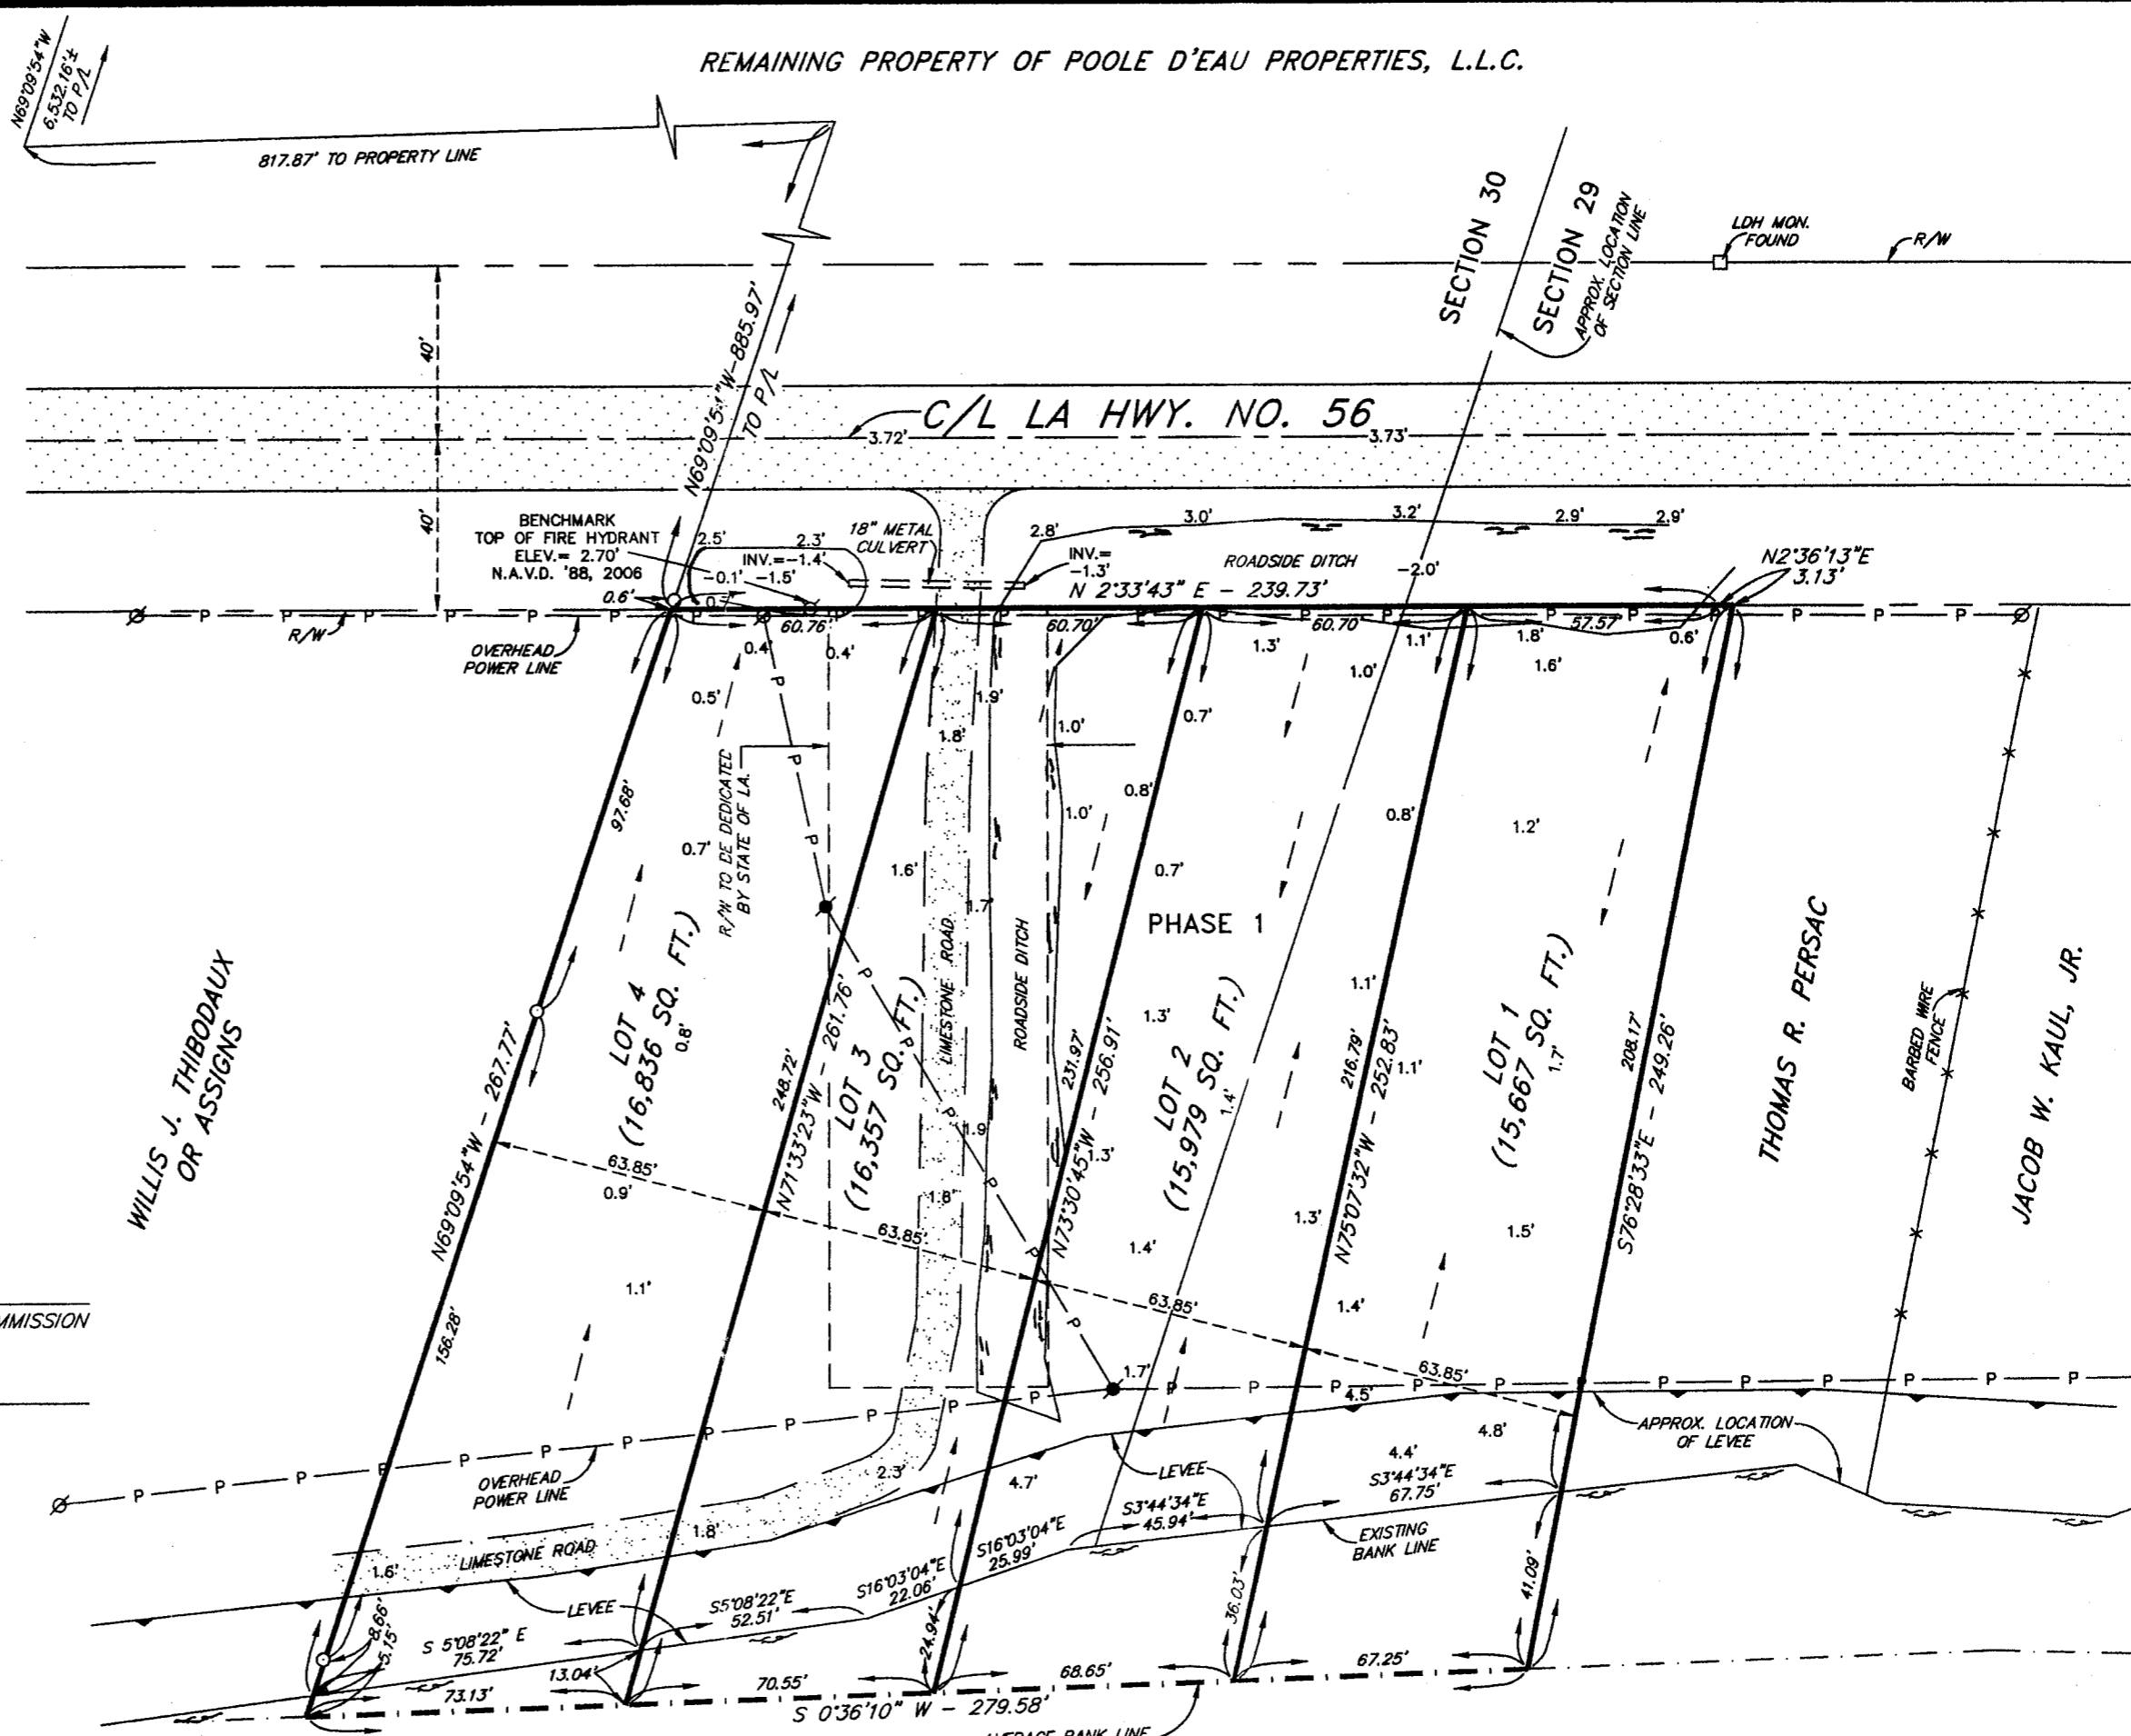 REMAINING PROPERTY OF POOLE D'EAU PROPERTIES, L.L.C.
N69°09'54"W
6,532.16'±
TO P/L
817.87' TO PROPERTY LINE
SECTION 30
SECTION 29
APPROX. LOCATION
OF SECTION LINE
LDH MON.
FOUND
R/W
40'
40'
N69°09'54"W-885.97'
TO P/L
C/L LA HWY. NO. 56
3.72'
3.73'
BENCHMARK
TOP OF FIRE HYDRANT
ELEV.= 2.70'
N.A.V.D. '88, 2006
2.5'
2.3'
18" METAL
CULVERT
INV.=-1.4'
-0.1'
-1.5'
0.6'
2.8'
3.0'
3.2'
2.9'
2.9'
INV.=
-1.3'
ROADSIDE DITCH
-2.0'
N 2°33'43" E - 239.73'
N2°36'13"E
3.13'
R/W
OVERHEAD
POWER LINE
P P P P P P P P P P P P P P P P
60.76'
60.70'
60.70'
57.57'
0.4'
0.4'
1.3'
1.1'
1.8'
0.6'
1.0'
1.6'
0.5'
1.9'
1.8'
1.0'
0.7'
R/W TO DE DEDICATED
BY STATE OF LA.
97.68'
0.7'
1.6'
1.7'
1.0'
0.8'
0.7'
0.8'
1.2'
PHASE 1
WILLIS J. THIBODAUX
OR ASSIGNS
LOT 4
(16,836 SQ. FT.)
0.8'
LOT 3
(16,357 SQ. FT.)
LIMESTONE ROAD
ROADSIDE DITCH
LOT 2
(15,979 SQ. FT.)
1.3'
1.4'
1.1'
1.1'
LOT 1
(15,667 SQ. FT.)
1.7'
THOMAS R. PERSAC
BARBED WIRE
FENCE
JACOB W. KAUL, JR.
N69°09'54"W - 267.77'
156.28'
248.72'
N71°33'23"W - 261.76'
231.97'
N73°30'45"W - 256.91'
216.79'
N75°07'32"W - 252.83'
208.17'
S76°28'33"E - 249.26'
63.85'
63.85'
63.85'
63.85'
0.9'
1.1'
1.9'
1.8'
1.3'
1.4'
1.3'
1.4'
1.5'
1.7'
4.5'
4.8'
4.4'
MMISSION
OVERHEAD
POWER LINE
P P P P P P P P P P P P P P P P P P P P P P P P
APPROX. LOCATION
OF LEVEE
LEVEE
2.3'
4.7'
1.8'
1.6'
LIMESTONE ROAD
LEVEE
S3°44'34"E
67.75'
S3°44'34"E
45.94'
S16°03'04"E
25.99'
S16°03'04"E
22.06'
S5°08'22"E
52.51'
S 5°08'22" E
75.72'
EXISTING
BANK LINE
8.66'
5.15'
13.04'
24.94'
36.03'
41.09'
73.13'
70.55'
68.65'
67.25'
S 0°36'10" W - 279.58'
AVERAGE BANK LINE